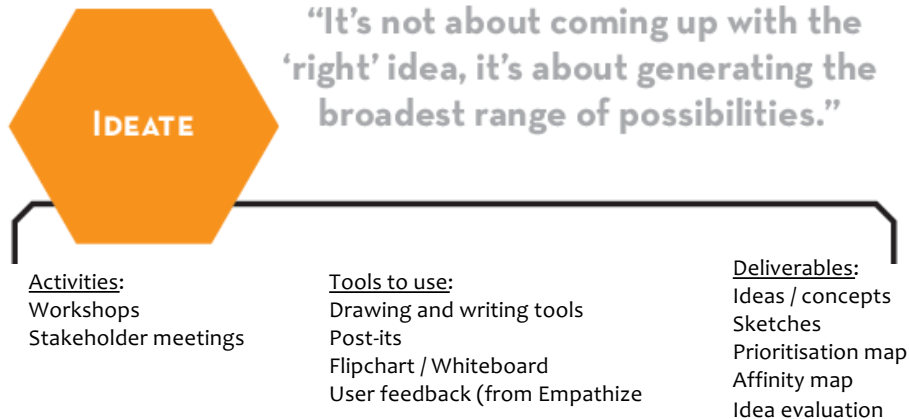 IDEATE
“It’s not about coming up with the
‘right’ idea, it’s about generating the
broadest range of possibilities.”
Activities:
Workshops
Stakeholder meetings
Tools to use:
Drawing and writing tools
Post-its
Flipchart / Whiteboard
User feedback (from Empathize
Deliverables:
Ideas / concepts
Sketches
Prioritisation map
Affinity map
Idea evaluation